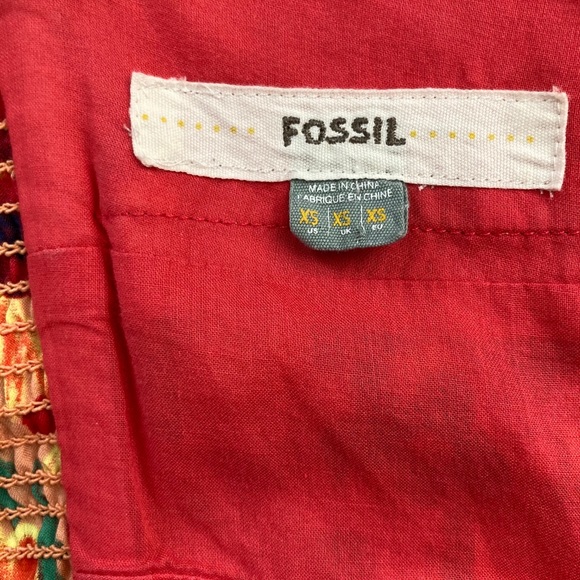 FOSSIL
MADE IN CHINA
FABRIQUE EN CHINE
XS XS XS
US UK EU